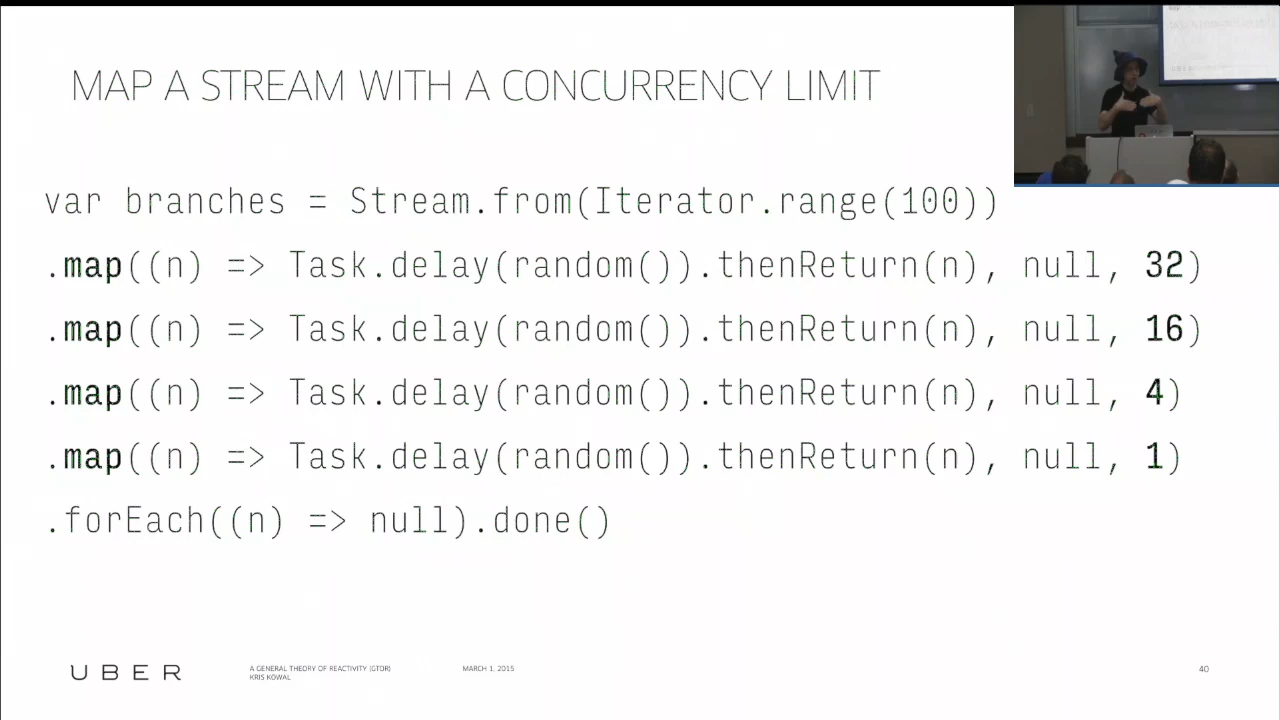 MAP A STREAM WITH A CONCURRENCY LIMIT
var branches = Stream.from(Iterator.range(100))
.map((n) => Task.delay(random()).thenReturn(n), null, 32)
.map((n) => Task.delay(random()).thenReturn(n), null, 16)
.map((n) => Task.delay(random()).thenReturn(n), null, 4)
.map((n) => Task.delay(random()).thenReturn(n), null, 1)
.forEach((n) => null).done()
UBER
A GENERAL THEORY OF REACTIVITY (GTOR)
KRIS KOWAL
MARCH 1, 2015
40